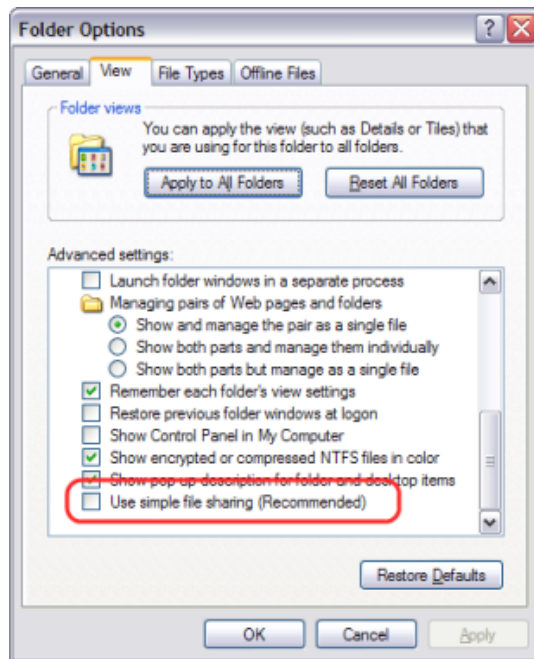 Folder Options
General View File Types Offline Files
Folder views
You can apply the view (such as Details or Tiles) that
you are using for this folder to all folders.
Apply to All Folders Reset All Folders
Advanced settings:
Launch folder windows in a separate process
Managing pairs of Web pages and folders
Show and manage the pair as a single file
Show both parts and manage them individually
Show both parts but manage as a single file
Remember each folder's view settings
Restore previous folder windows at logon
Show Control Panel in My Computer
Show encrypted or compressed NTFS files in color
Show pop-up description for folder and desktop items
Use simple file sharing (Recommended)
Restore Defaults
OK Cancel Apply